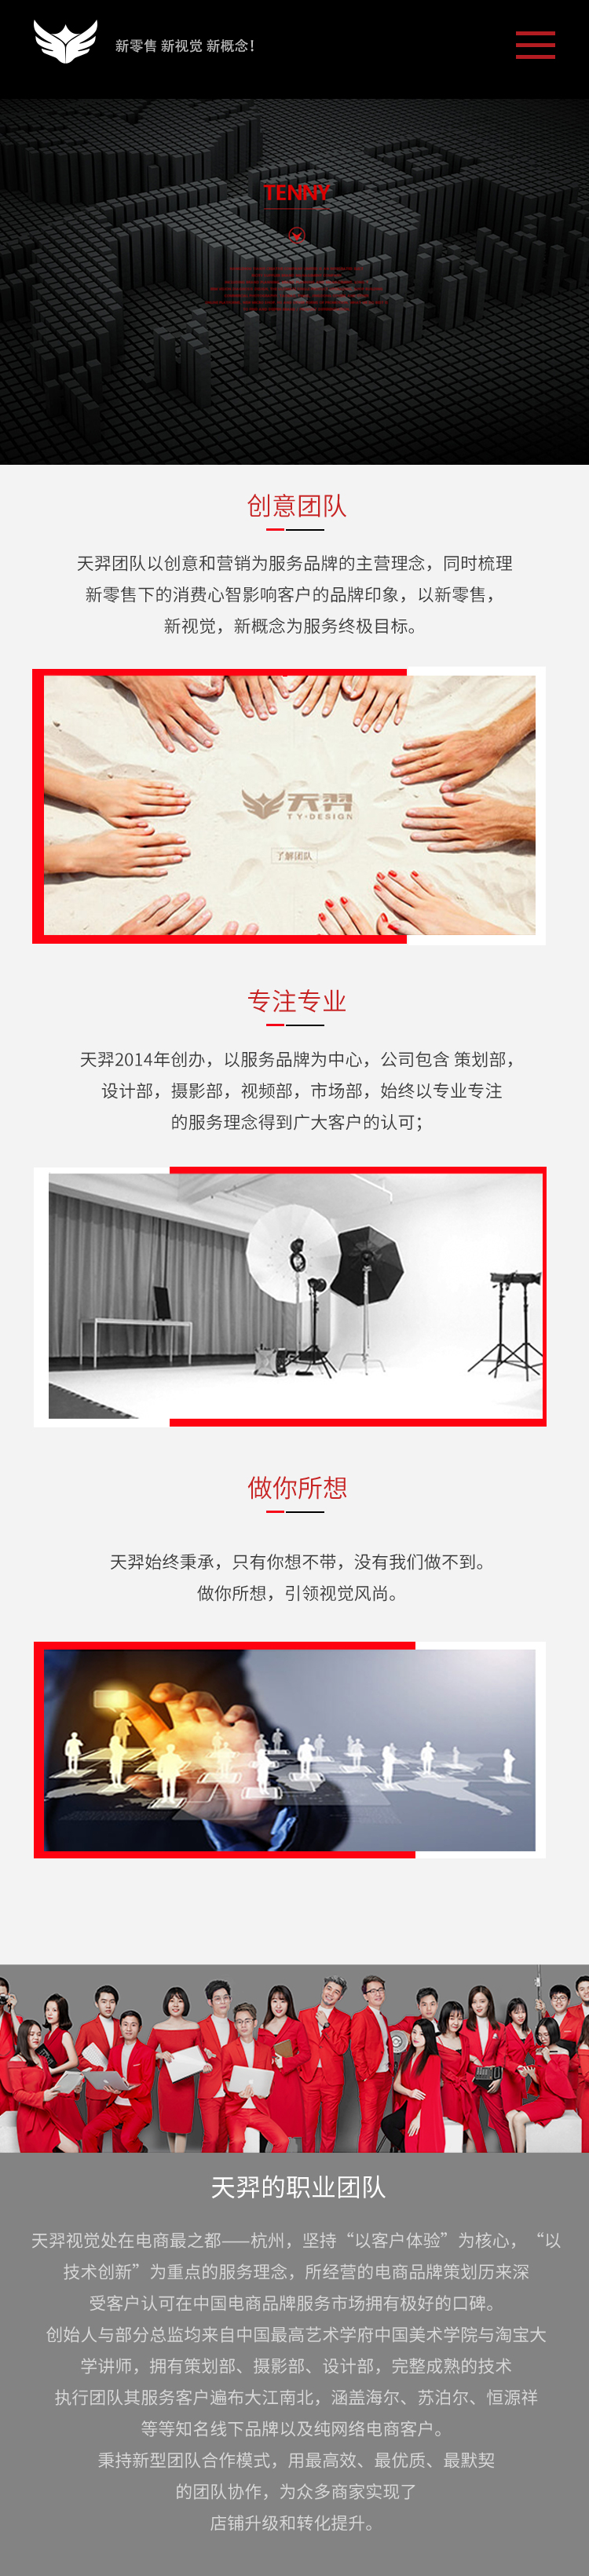 新零售 新视觉 新概念！
TENNY
创意团队
天羿团队以创意和营销为服务品牌的主营理念，同时梳理
新零售下的消费心智影响客户的品牌印象，以新零售，
新视觉，新概念为服务终极目标。
天羿
TY·DESIGN
了解团队
专注专业
天羿2014年创办，以服务品牌为中心，公司包含 策划部，
设计部，摄影部，视频部，市场部，始终以专业专注
的服务理念得到广大客户的认可；
做你所想
天羿始终秉承，只有你想不带，没有我们做不到。
做你所想，引领视觉风尚。
天羿的职业团队
天羿视觉处在电商最之都——杭州，坚持“以客户体验”为核心，“以
技术创新”为重点的服务理念，所经营的电商品牌策划历来深
受客户认可在中国电商品牌服务市场拥有极好的口碑。
创始人与部分总监均来自中国最高艺术学府中国美术学院与淘宝大
学讲师，拥有策划部、摄影部、设计部，完整成熟的技术
执行团队其服务客户遍布大江南北，涵盖海尔、苏泊尔、恒源祥
等等知名线下品牌以及纯网络电商客户。
秉持新型团队合作模式，用最高效、最优质、最默契
的团队协作，为众多商家实现了
店铺升级和转化提升。